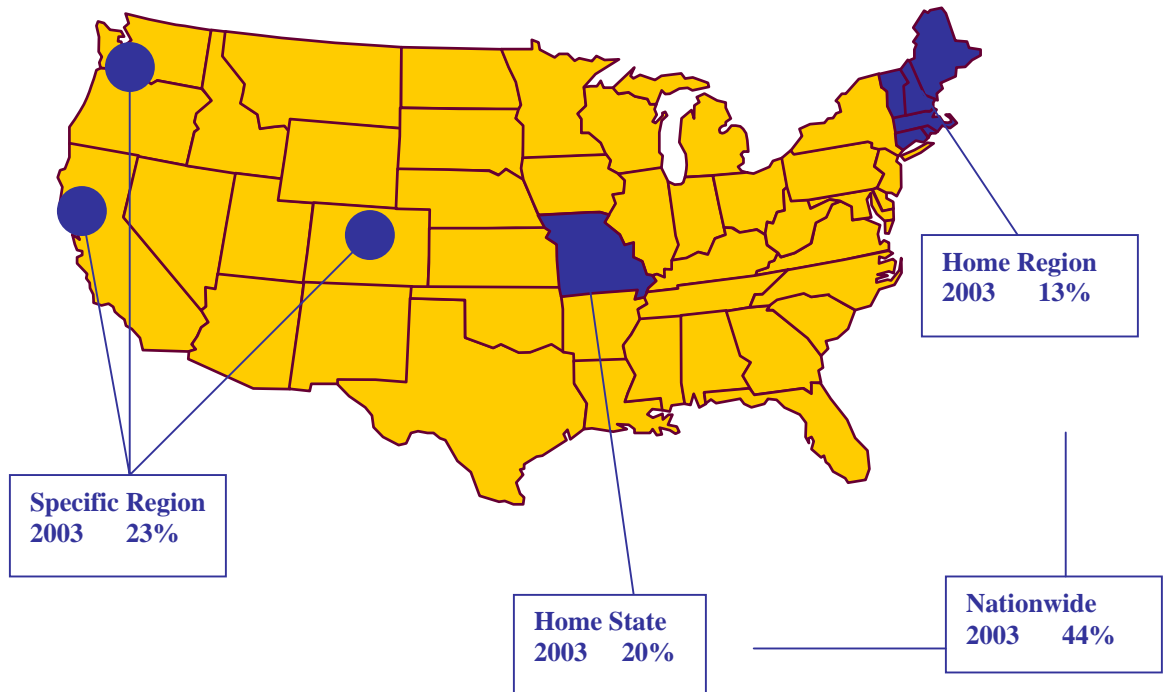 Home Region
2003 13%
Specific Region
2003 23%
Home State
2003 20%
Nationwide
2003 44%